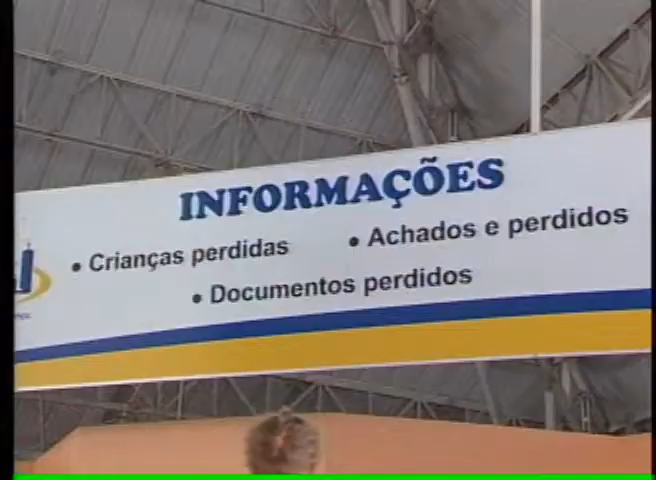 INFORMAÇÕES
• Crianças perdidas • Achados e perdidos
• Documentos perdidos